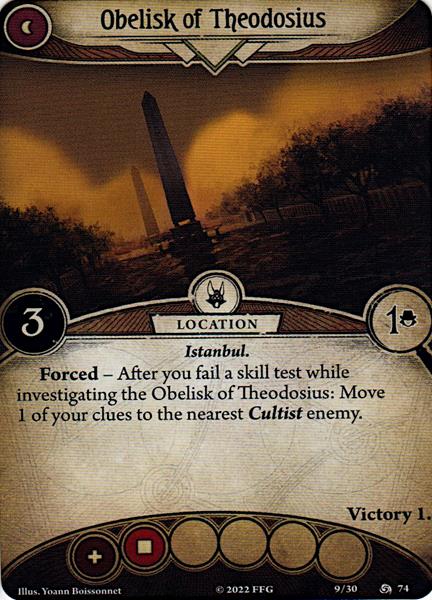 Obelisk of Theodosius
3
1
LOCATION
Istanbul.
Forced – After you fail a skill test while
investigating the Obelisk of Theodosius: Move
1 of your clues to the nearest Cultist enemy.
Victory 1.
Illus. Yoann Boissonnet © 2022 FFG 9/30 74